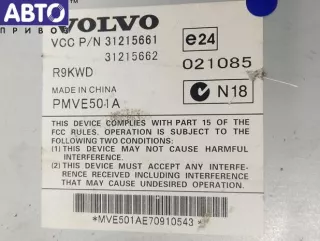 АВТО
ПРИВОЗ
VOLVO
VCC P/N 31215661
31215662
e24
021085
R9KWD
MADE IN CHINA
PMVE501A
N18
THIS DEVICE COMPLIES WITH PART 15 OF THE
FCC RULES. OPERATION IS SUBJECT TO THE
FOLLOWING TWO CONDITIONS:
(1) THIS DEVICE MAY NOT CAUSE HARMFUL
INTERFERENCE, AND
(2) THIS DEVICE MUST ACCEPT ANY INTERFE-
RENCE RECEIVED, INCLUDING INTERFERENCE
THAT MAY CAUSE UNDESIRED OPERATION.
*MVE501AE70910543*